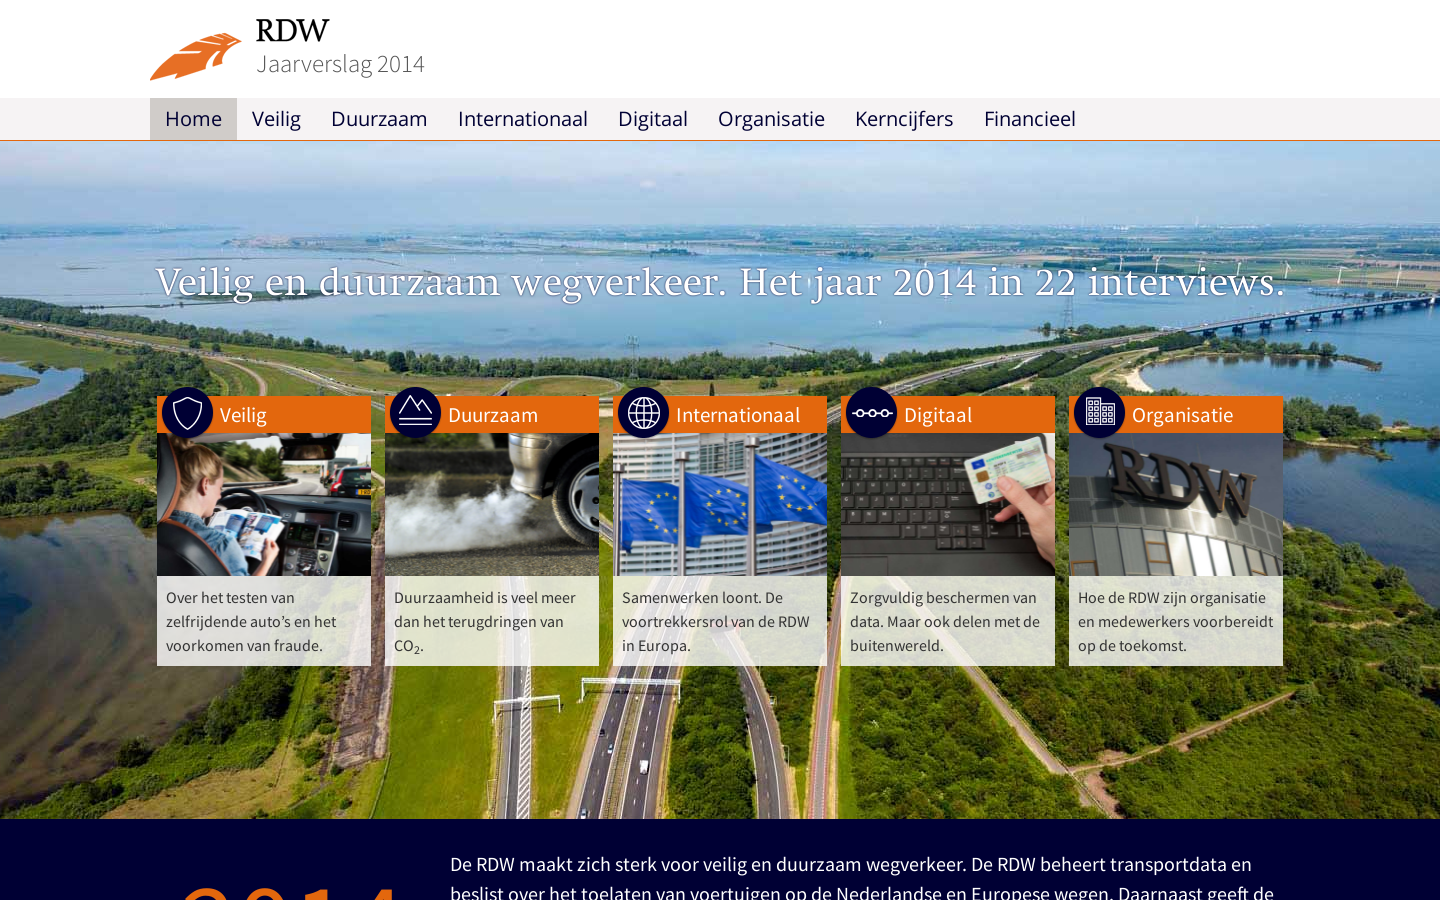 RDW
Jaarverslag 2014
Home Veilig Duurzaam Internationaal Digitaal Organisatie Kerncijfers Financieel
Veilig en duurzaam wegverkeer. Het jaar 2014 in 22 interviews.
Veilig
Over het testen van
zelfrijdende auto’s en het
voorkomen van fraude.
Duurzaam
Duurzaamheid is veel meer
dan het terugdringen van
CO₂.
Internationaal
Samenwerken loont. De
voortrekkersrol van de RDW
in Europa.
Digitaal
Zorgvuldig beschermen van
data. Maar ook delen met de
buitenwereld.
Organisatie
RDW
Hoe de RDW zijn organisatie
en medewerkers voorbereidt
op de toekomst.
2014
De RDW maakt zich sterk voor veilig en duurzaam wegverkeer. De RDW beheert transportdata en
beslist over het toelaten van voertuigen op de Nederlandse en Europese wegen. Daarnaast geeft de